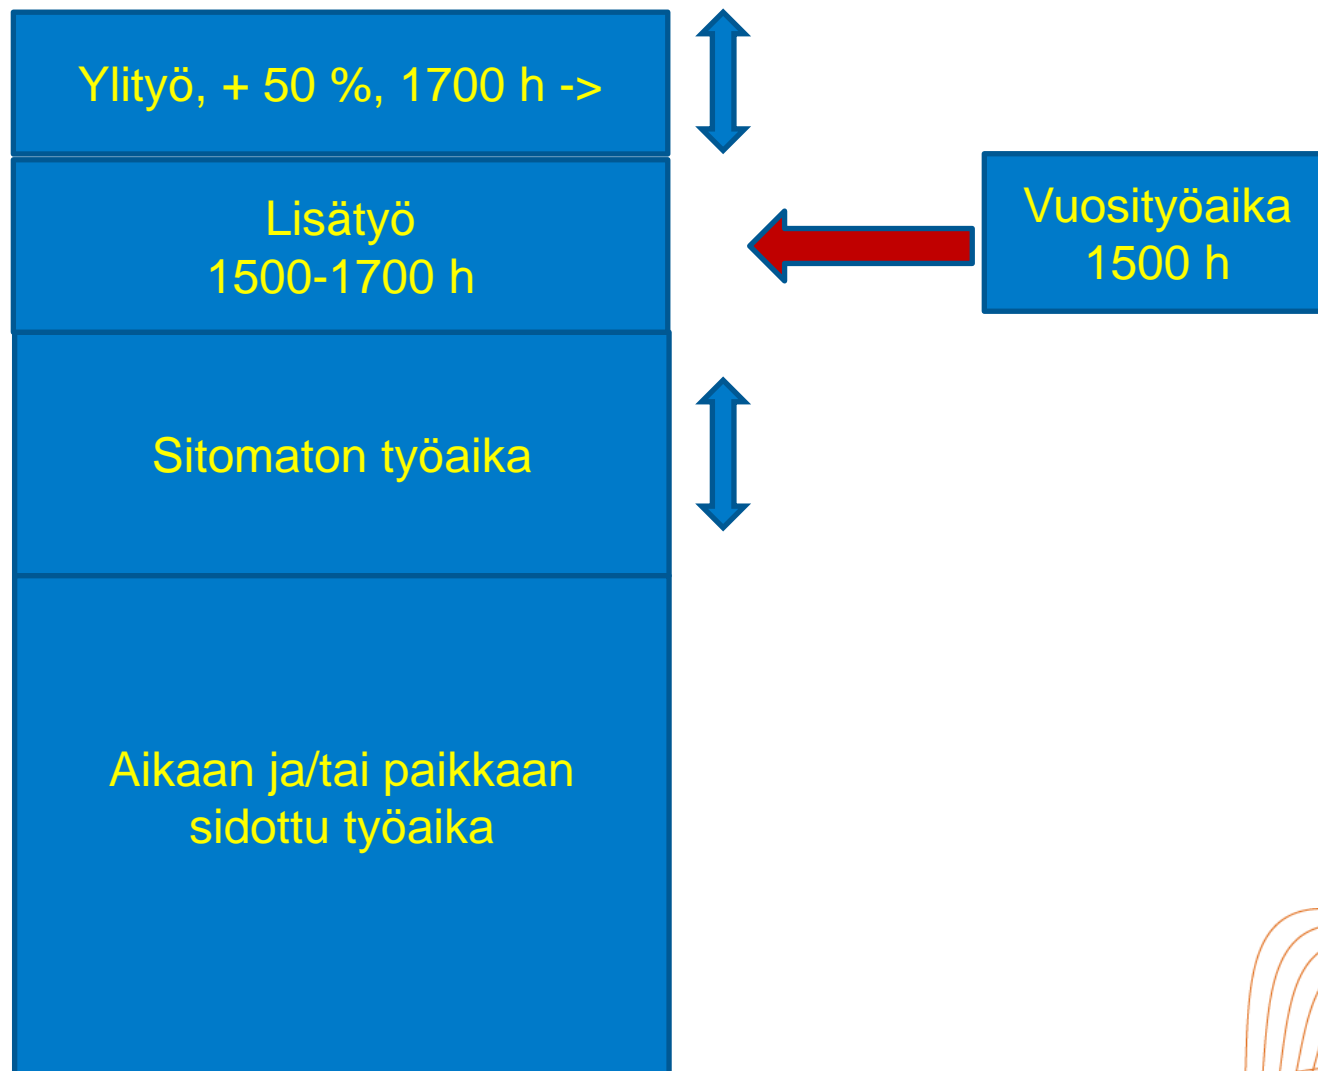 Ylityö, + 50 %, 1700 h ->
Lisätyö
1500-1700 h
Vuosityöaika
1500 h
Sitomaton työaika
Aikaan ja/tai paikkaan
sidottu työaika